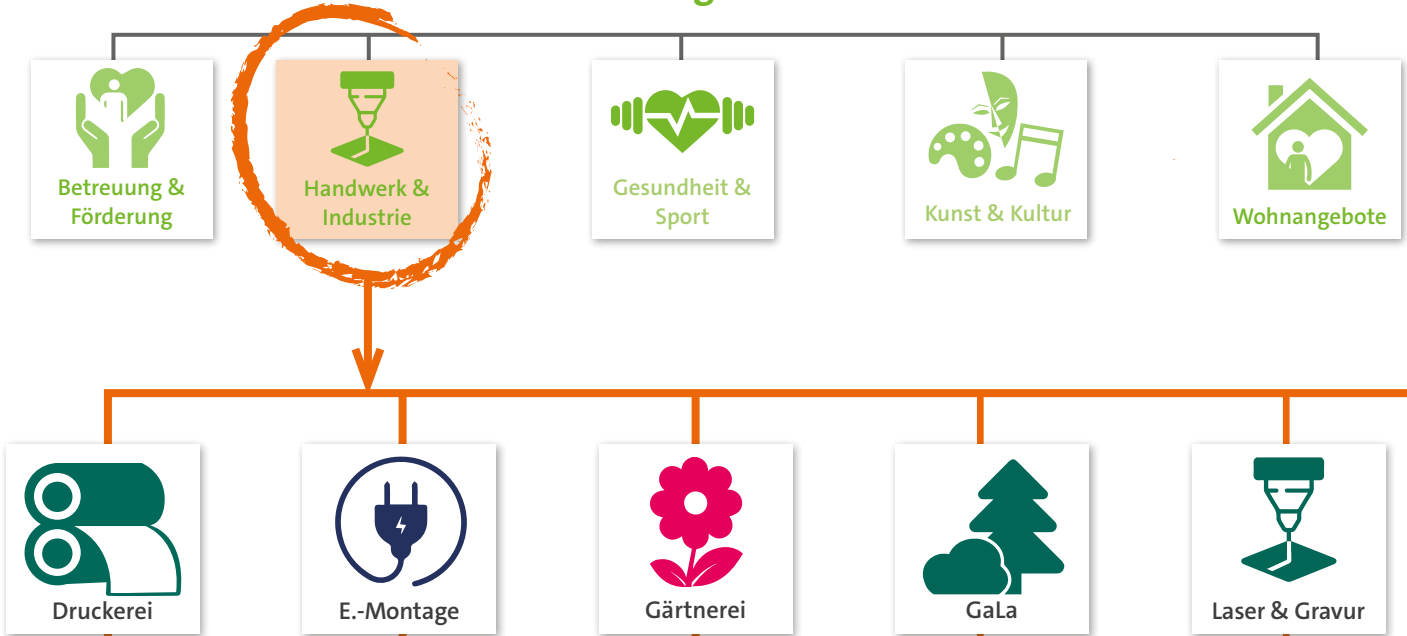 Betreuung &
Förderung
Handwerk &
Industrie
Gesundheit &
Sport
Kunst & Kultur
Wohnangebote
Druckerei
E.-Montage
Gärtnerei
GaLa
Laser & Gravur